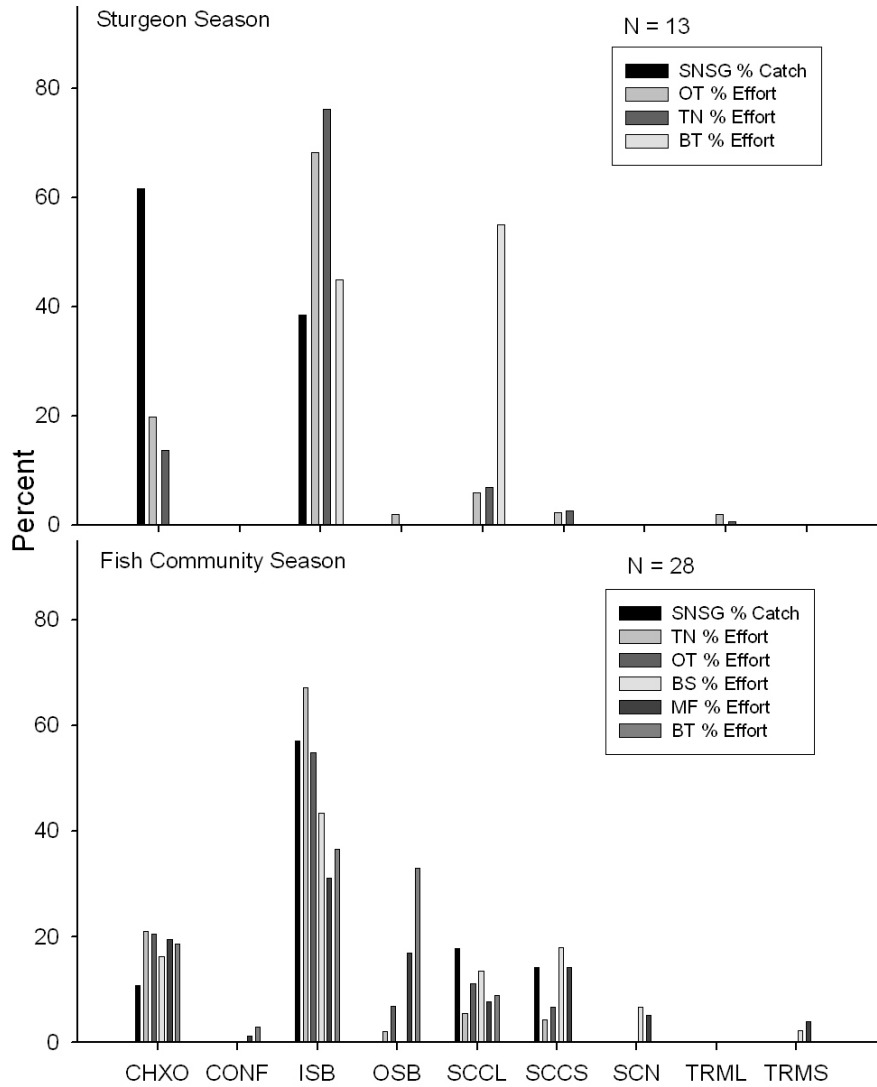 Sturgeon Season
N = 13
SNSG % Catch
OT % Effort
TN % Effort
BT % Effort
80
60
40
20
0
Percent
Fish Community Season
N = 28
SNSG % Catch
TN % Effort
OT % Effort
BS % Effort
MF % Effort
BT % Effort
80
60
40
20
0
CHXO CONF ISB OSB SCCL SCCS SCN TRML TRMS